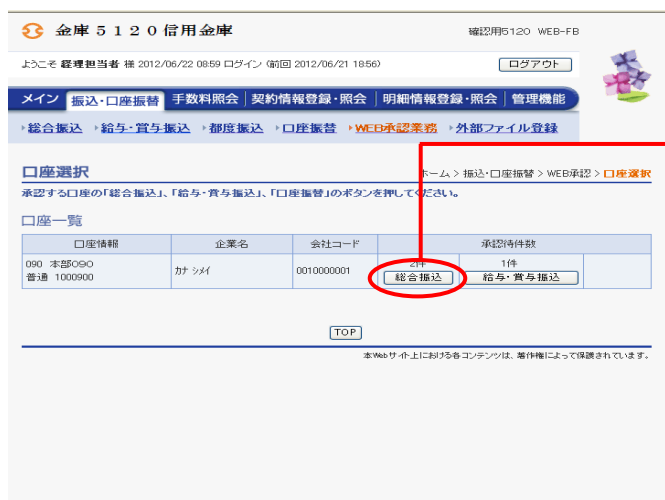 金庫５１２０信用金庫
確認用5120 WEB-FB
ようこそ 経理担当者 様 2012/06/22 08:59 ログイン (前回 2012/06/21 18:56)
ログアウト
メイン 振込・口座振替 手数料照会 契約情報登録・照会 明細情報登録・照会 管理機能
総合振込 給与・賞与振込 都度振込 口座振替 WEB承認業務 外部ファイル登録
口座選択
ホーム > 振込・口座振替 > WEB承認 > 口座選択
承認する口座の「総合振込」、「給与・賞与振込」、「口座振替」のボタンを押してください。
口座一覧
口座情報 企業名 会社コード 承認待件数
090 本部〇9〇
普通 1000900
カナ シメイ
0010000001
2件
総合振込
1件
給与・賞与振込
TOP
本Webサイト上における各コンテンツは、著作権によって保護されています。